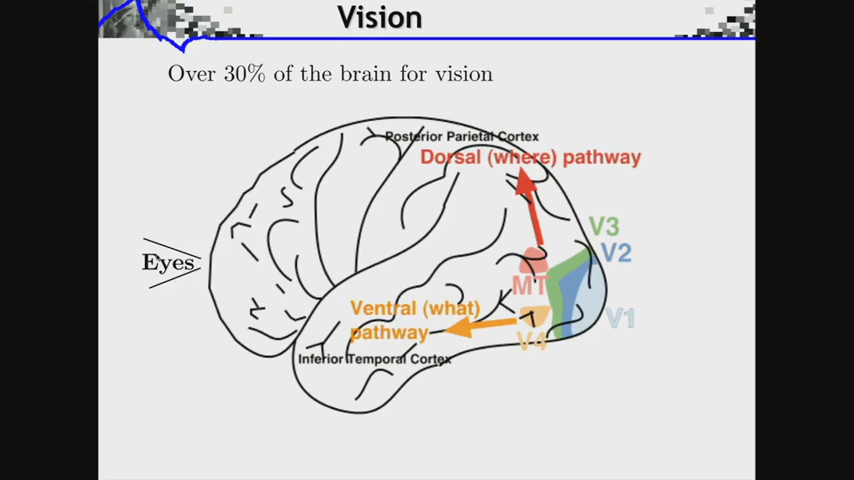 Vision
Over 30% of the brain for vision
Posterior Parietal Cortex
Dorsal (where) pathway
V3
V2
Eyes
MT
Ventral (what)
pathway
V1
V4
Inferior Temporal Cortex